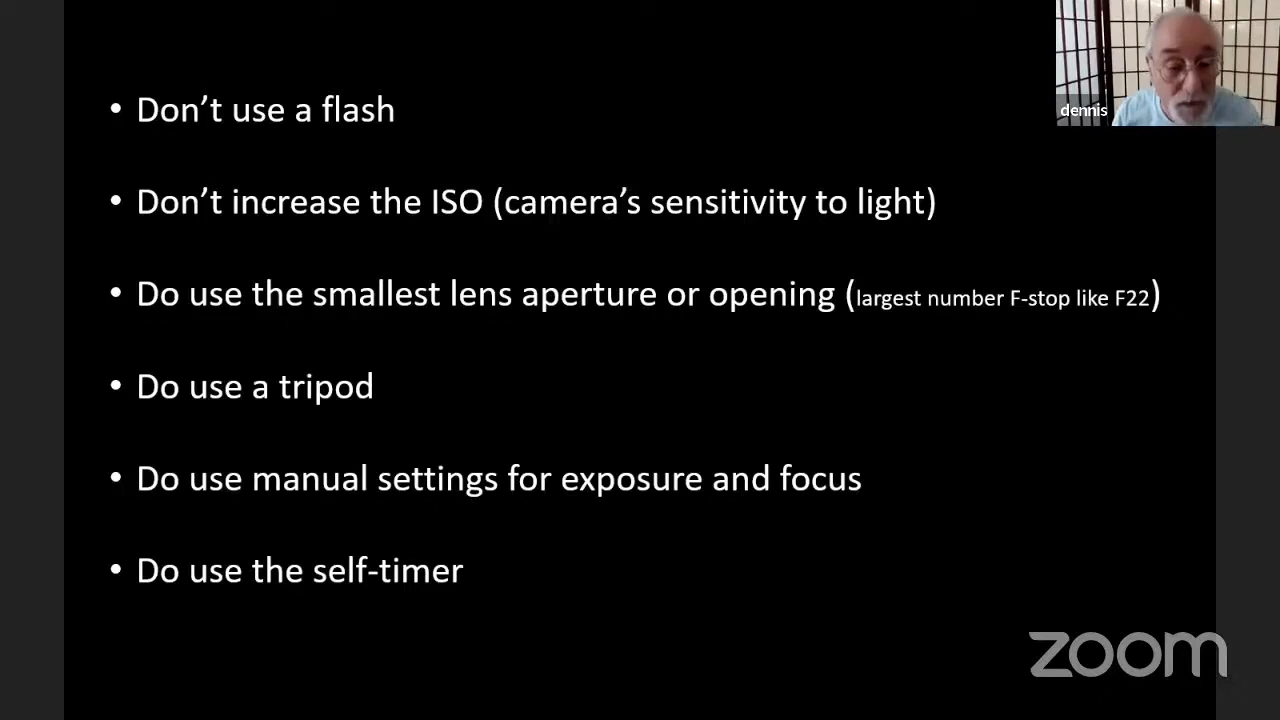 • Don’t use a flash
dennis
• Don’t increase the ISO (camera’s sensitivity to light)
• Do use the smallest lens aperture or opening (largest number F-stop like F22)
• Do use a tripod
• Do use manual settings for exposure and focus
• Do use the self-timer
zoom